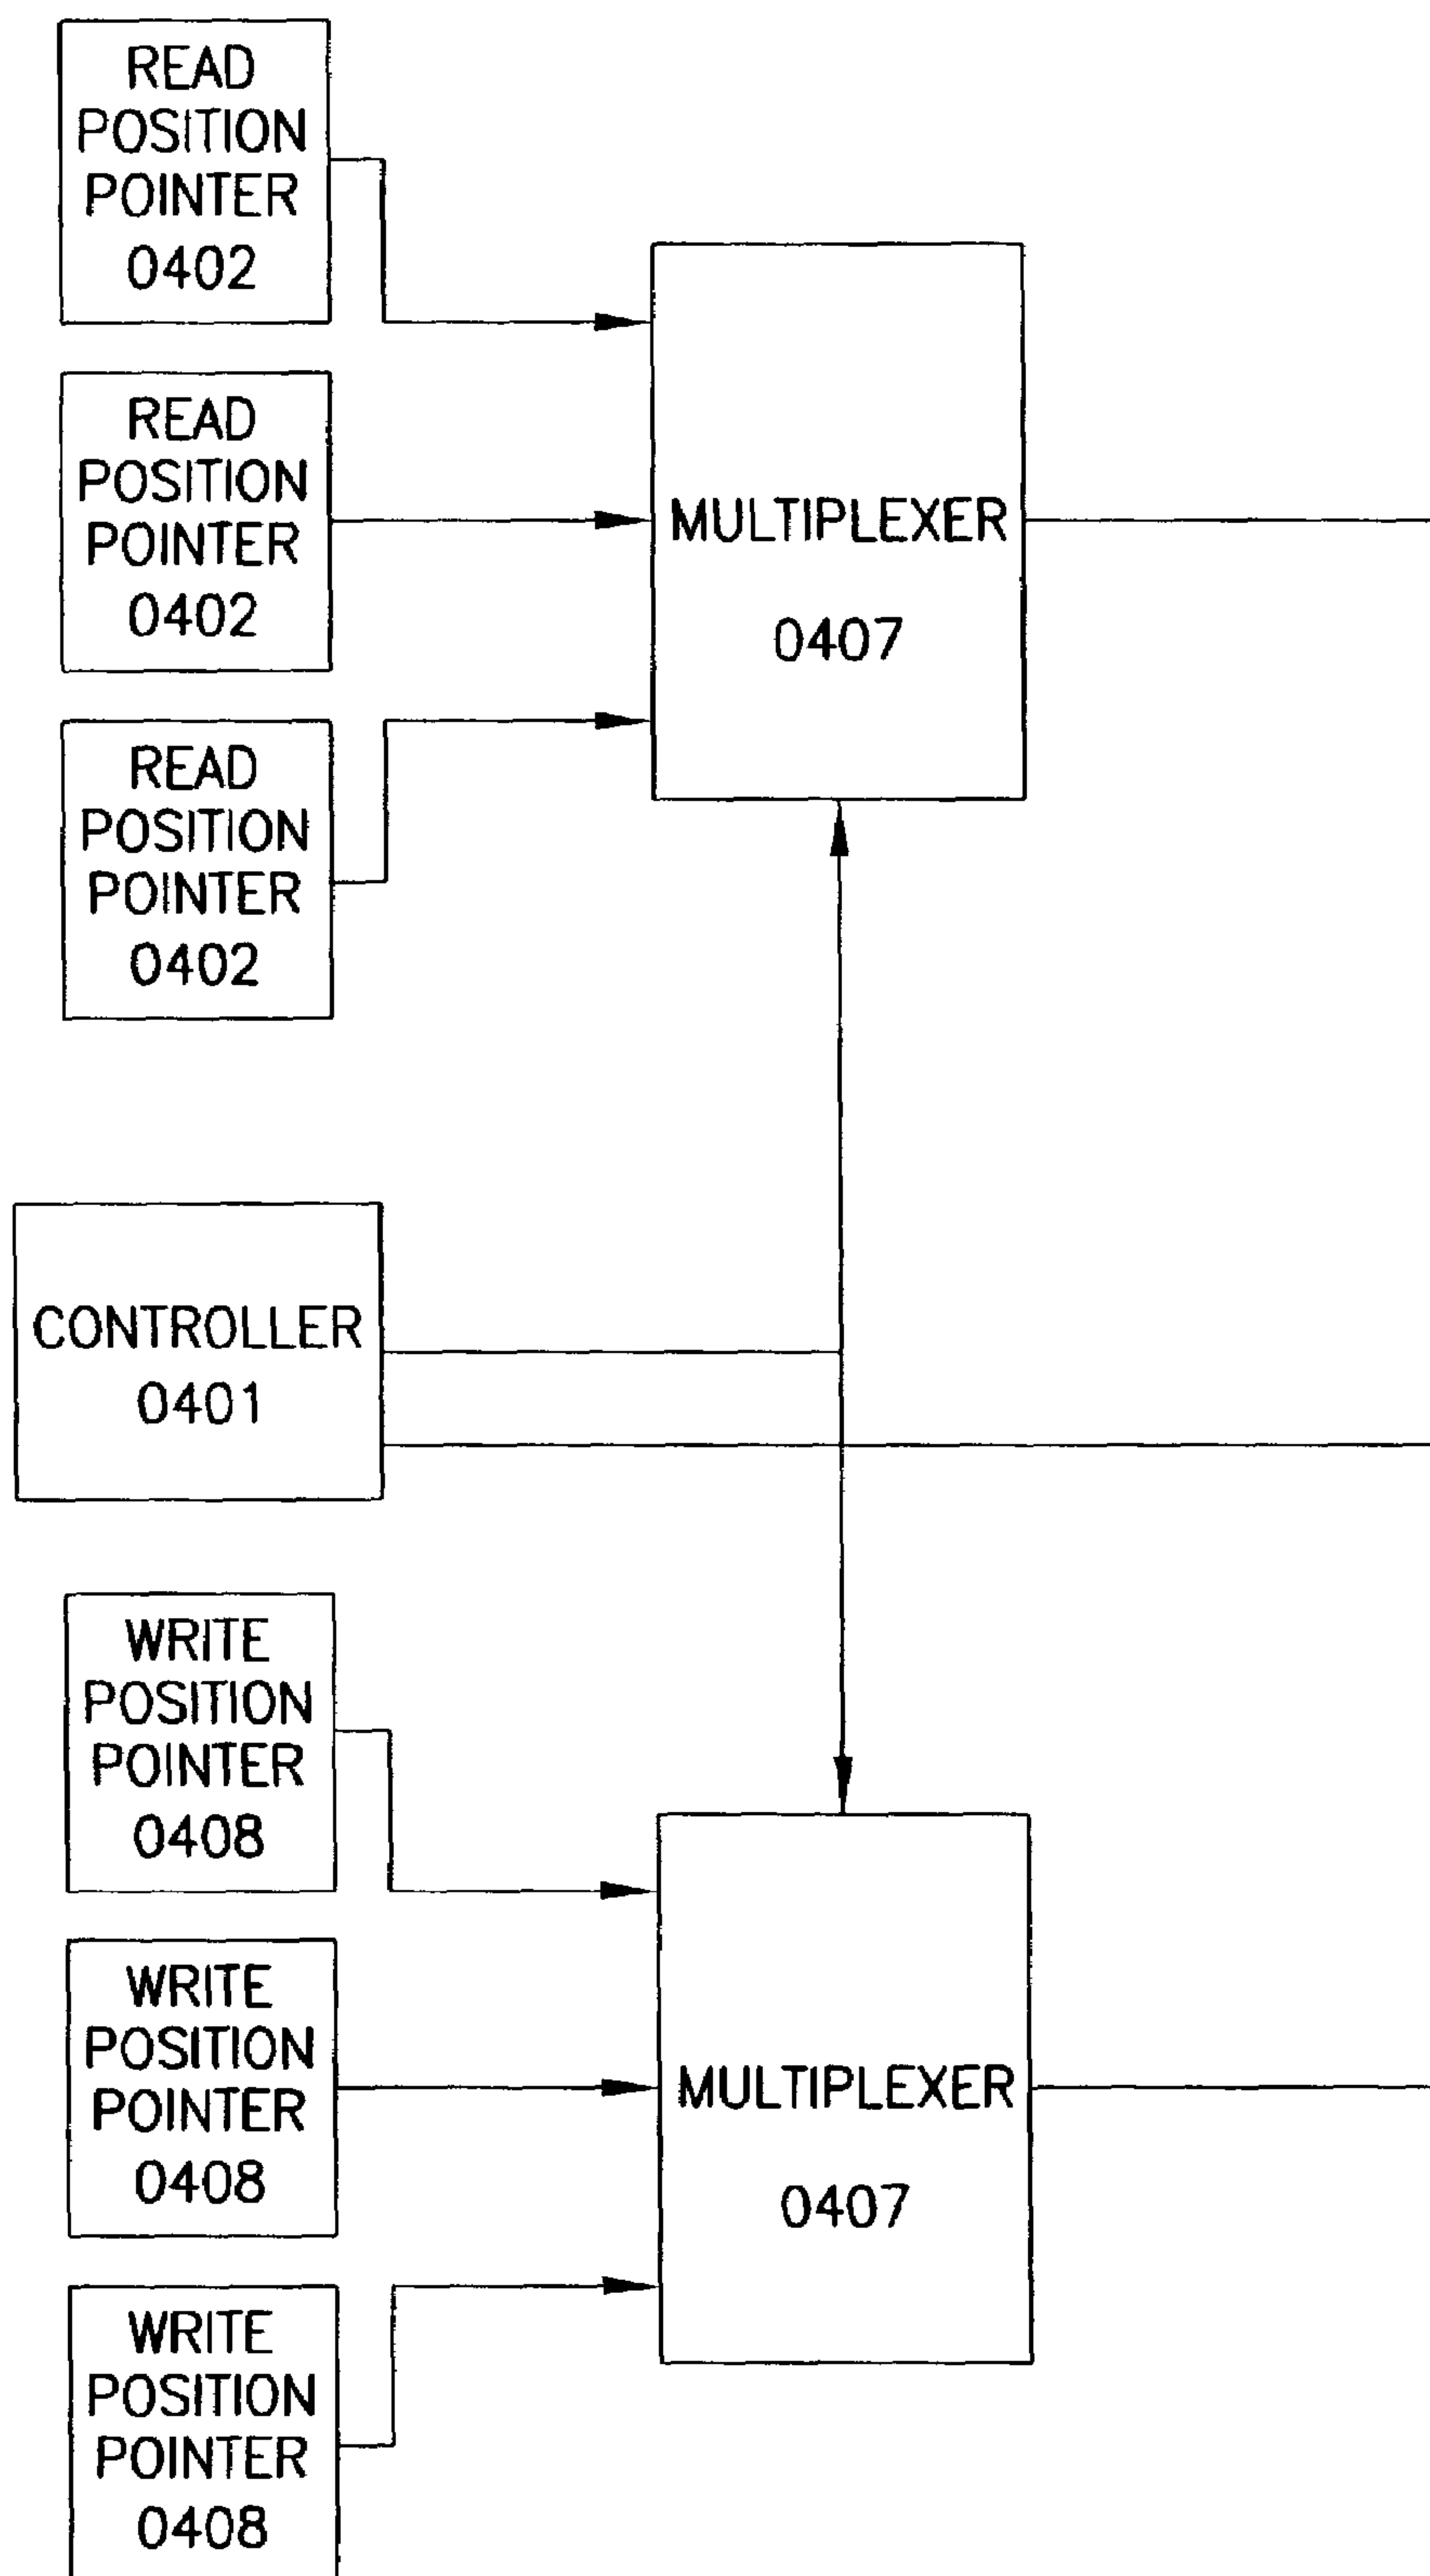 READ
POSITION
POINTER
0402
READ
POSITION
POINTER
0402
READ
POSITION
POINTER
0402
MULTIPLEXER
0407
CONTROLLER
0401
WRITE
POSITION
POINTER
0408
WRITE
POSITION
POINTER
0408
WRITE
POSITION
POINTER
0408
MULTIPLEXER
0407